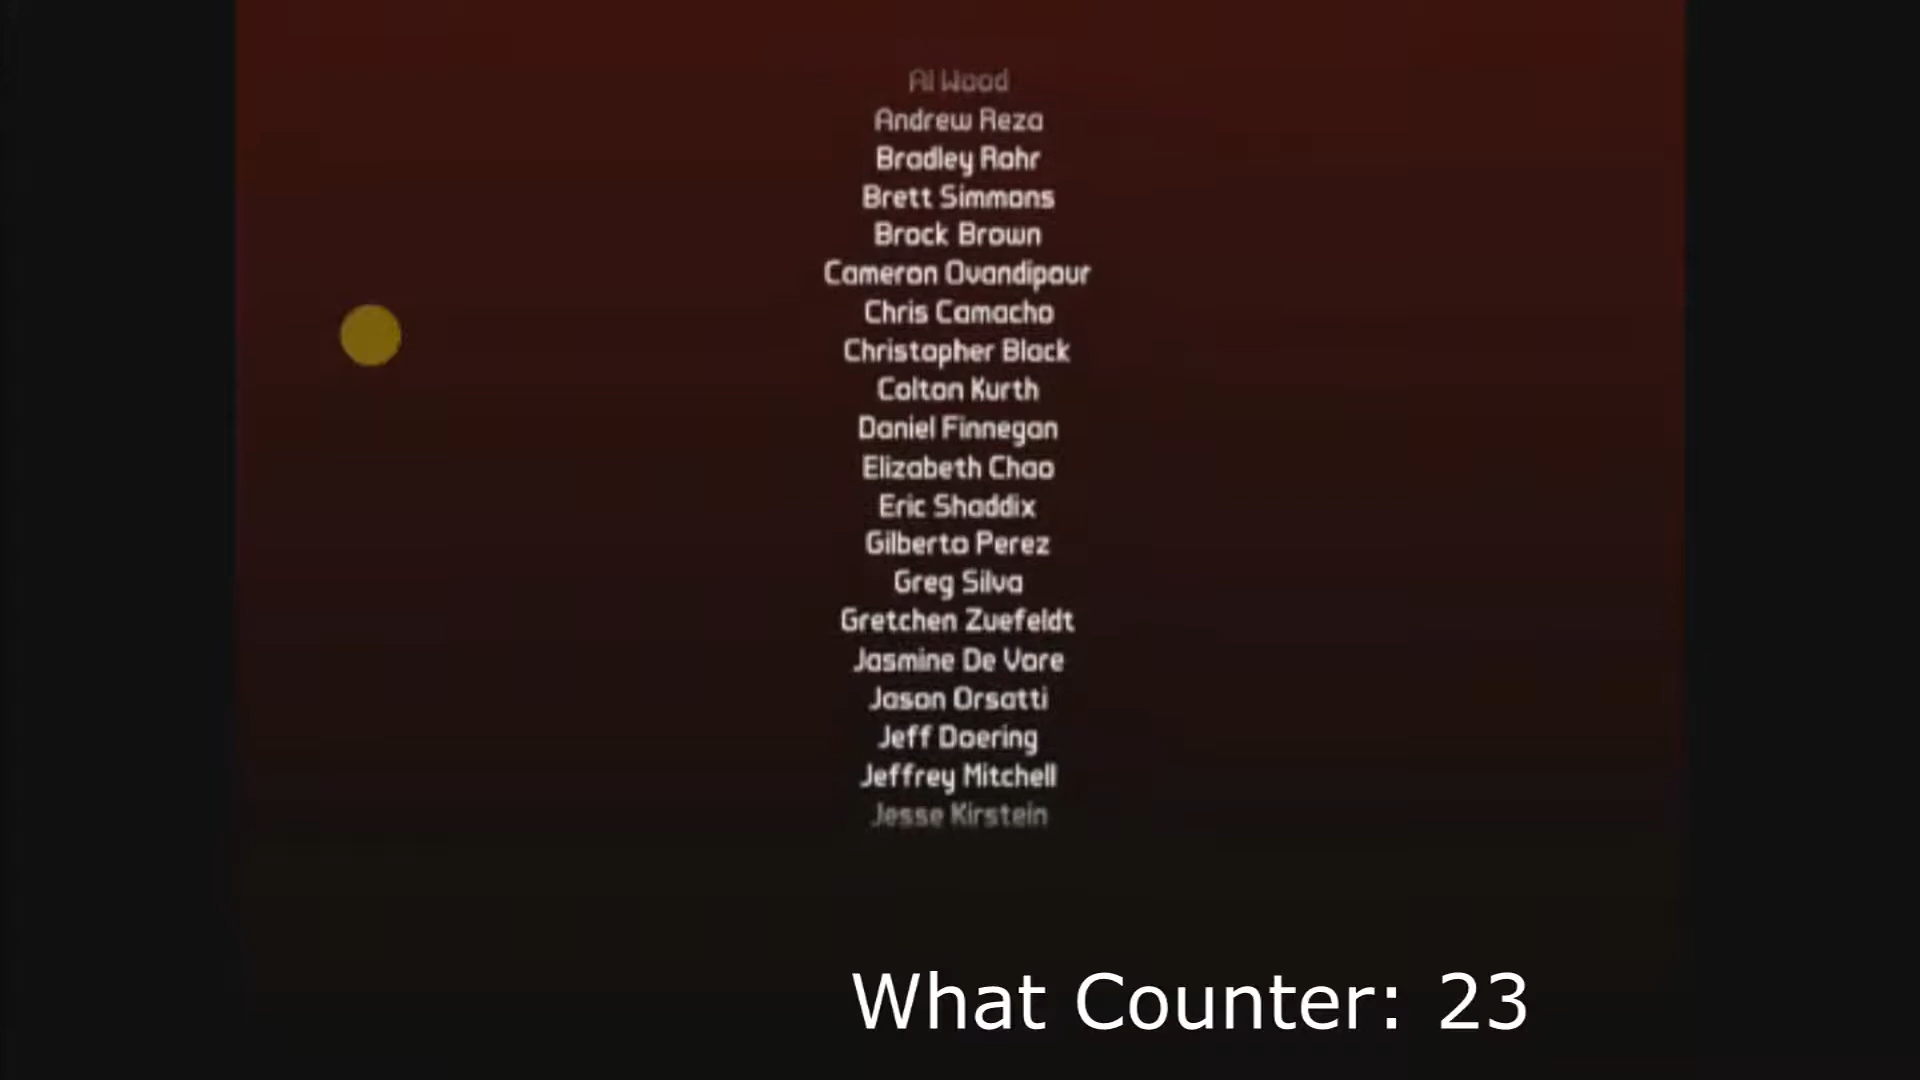 Al Wood
Andrew Reza
Bradley Rohr
Brett Simmons
Brock Brown
Cameron Ovandipour
Chris Camacho
Christopher Black
Colton Kurth
Daniel Finnegan
Elizabeth Chao
Eric Shaddix
Gilberto Perez
Greg Silva
Gretchen Zuefeldt
Jasmine De Vore
Jason Orsatti
Jeff Doering
Jeffrey Mitchell
Jesse Kirstein
What Counter: 23